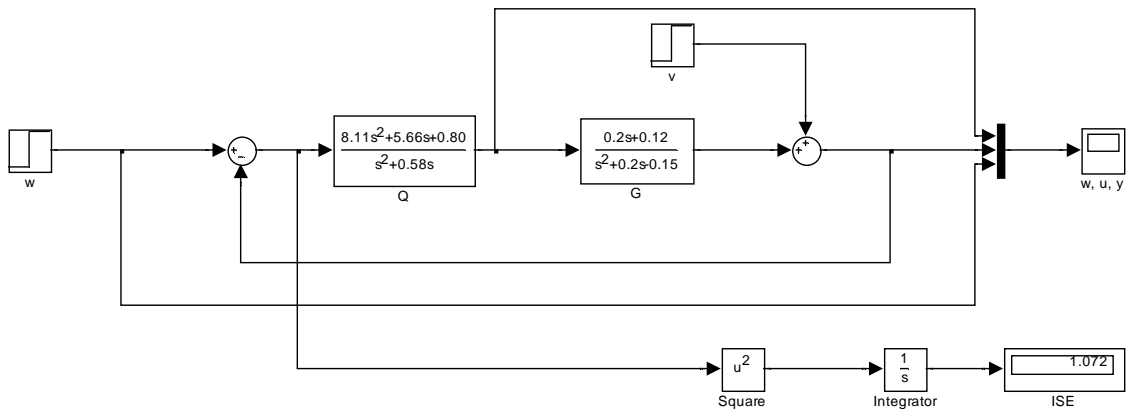 v
w
+
−
8.11s²+5.66s+0.80
s²+0.58s
Q
0.2s+0.12
s²+0.2s-0.15
G
+
+
w, u, y
u²
Square
1
s
Integrator
1.072
ISE